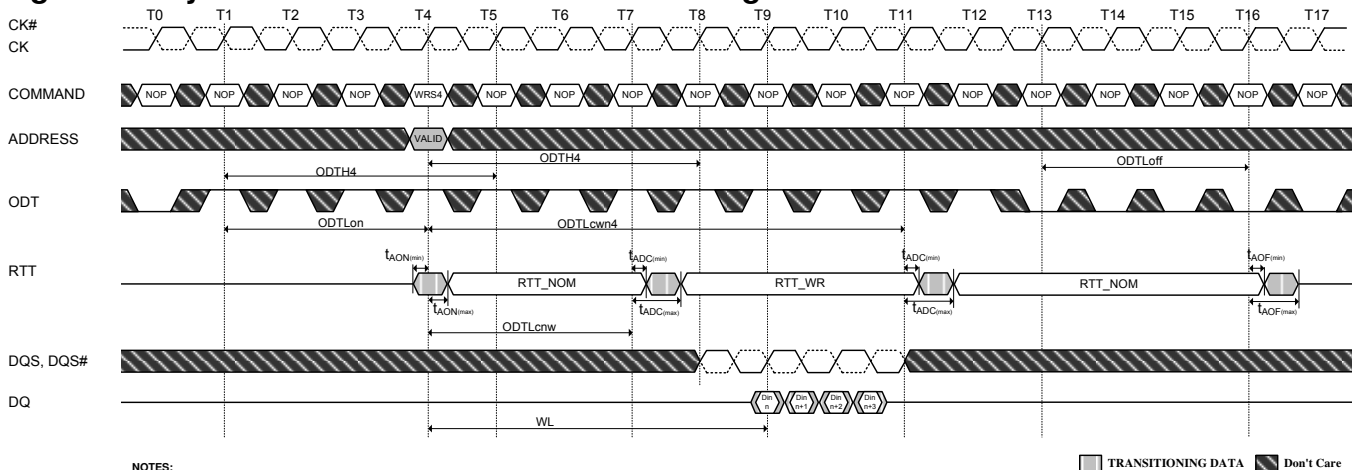 T0 T1 T2 T3 T4 T5 T6 T7 T8 T9 T10 T11 T12 T13 T14 T15 T16 T17
CK#
CK
COMMAND NOP NOP NOP NOP WRS4 NOP NOP NOP NOP NOP NOP NOP NOP NOP NOP NOP NOP NOP
ADDRESS VALID
ODTH4 ODTLoff
ODTH4
ODT
ODTLon ODTLcwn4
tAON(min) tADC(min) tADC(min) tAOF(min)
RTT RTT_NOM RTT_WR RTT_NOM
tAON(max) tADC(max) tADC(max) tAOF(max)
ODTLcnw
DQS, DQS#
DQ Din n Din n+1 Din n+2 Din n+3
WL
NOTES: TRANSITIONING DATA Don't Care